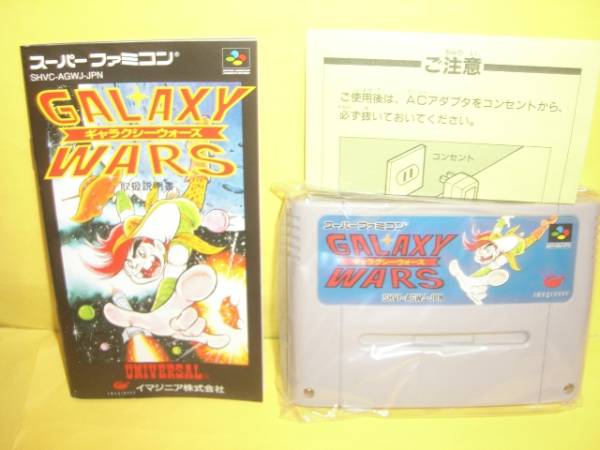 スーパーファミコン®
SHVC-AGWJ-JPN
GALAXY
ギャラクシーウォーズ
WARS
取扱説明書
UNIVERSAL
イマジニア株式会社
ご注意
ご使用後は、ACアダプタをコンセントから、
必ず抜いておいてください。
コンセント
スーパーファミコン®
GALAXY
ギャラクシーウォーズ
WARS
SHVC-AGWJ-JPN
IMAGINEER